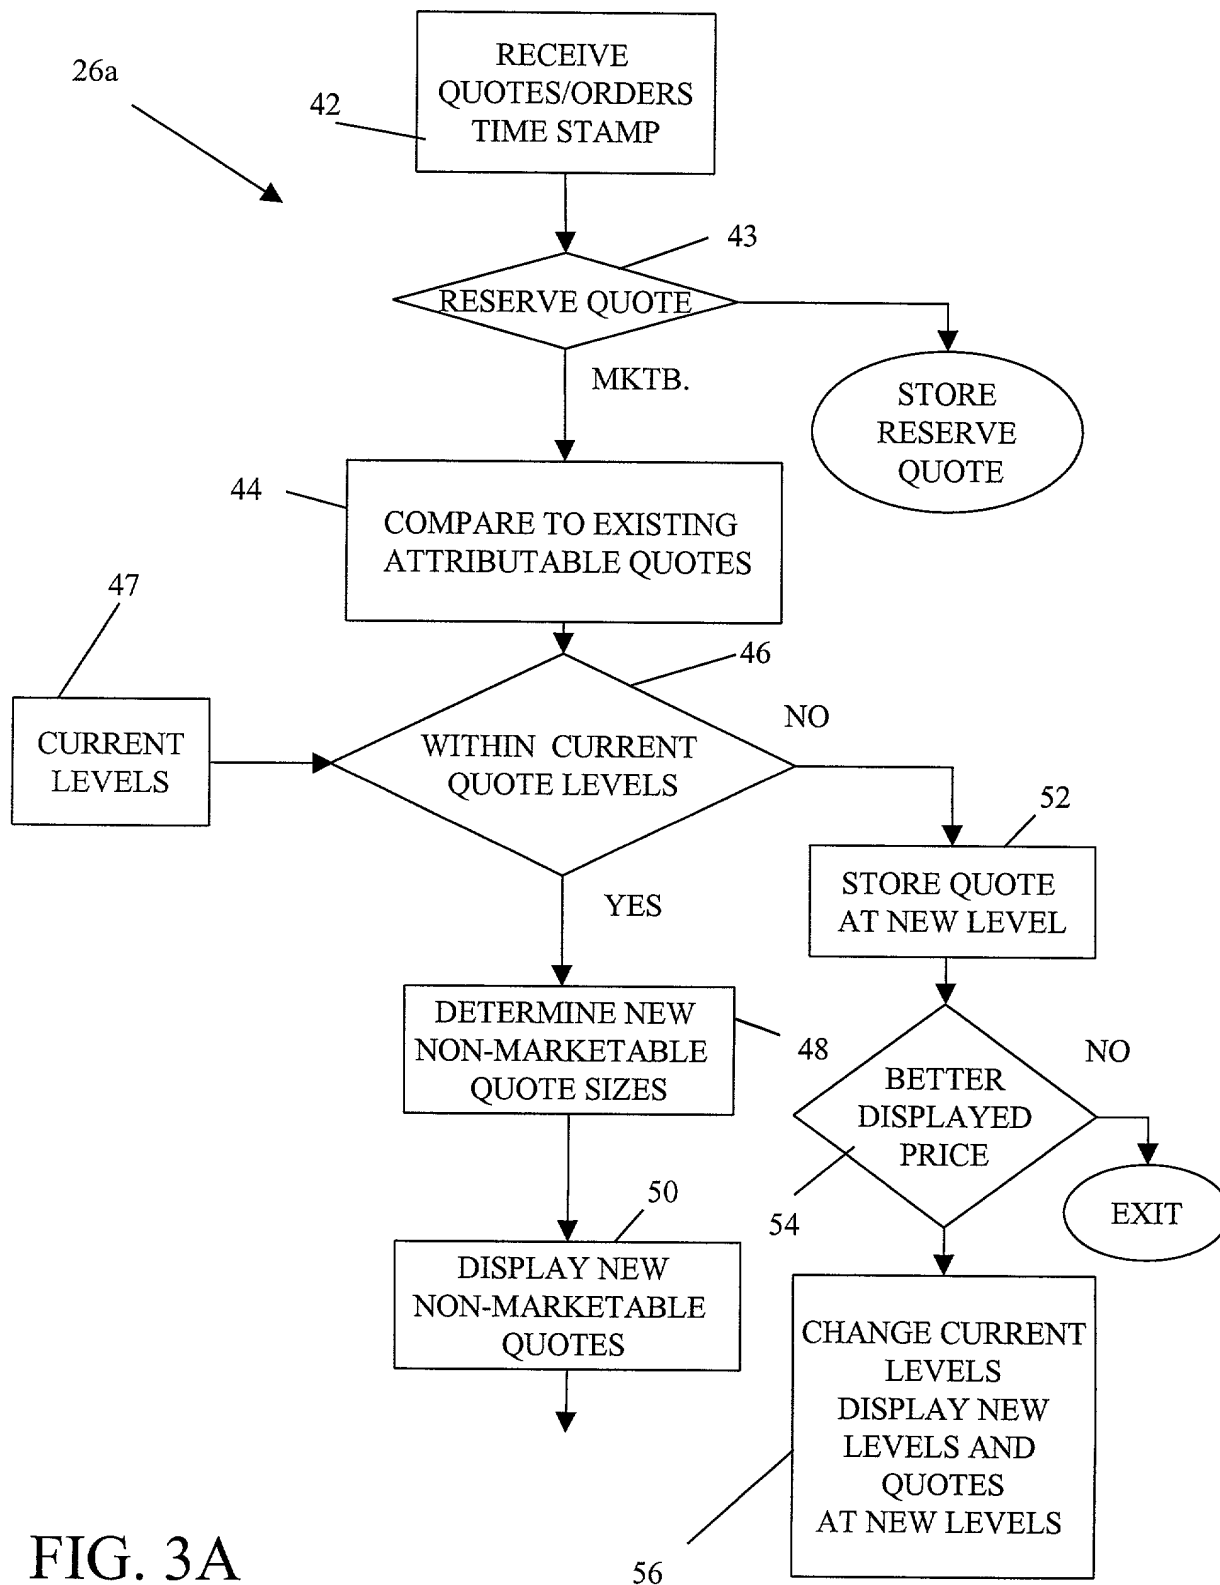 26a
RECEIVE
QUOTES/ORDERS
TIME STAMP
42
43
RESERVE QUOTE
MKTB.
STORE
RESERVE
QUOTE
44
COMPARE TO EXISTING
ATTRIBUTABLE QUOTES
47
46
CURRENT
LEVELS
WITHIN CURRENT
QUOTE LEVELS
NO
52
STORE QUOTE
AT NEW LEVEL
YES
DETERMINE NEW
NON-MARKETABLE
QUOTE SIZES
48
BETTER
DISPLAYED
PRICE
NO
54
EXIT
50
DISPLAY NEW
NON-MARKETABLE
QUOTES
CHANGE CURRENT
LEVELS
DISPLAY NEW
LEVELS AND
QUOTES
AT NEW LEVELS
56
FIG. 3A